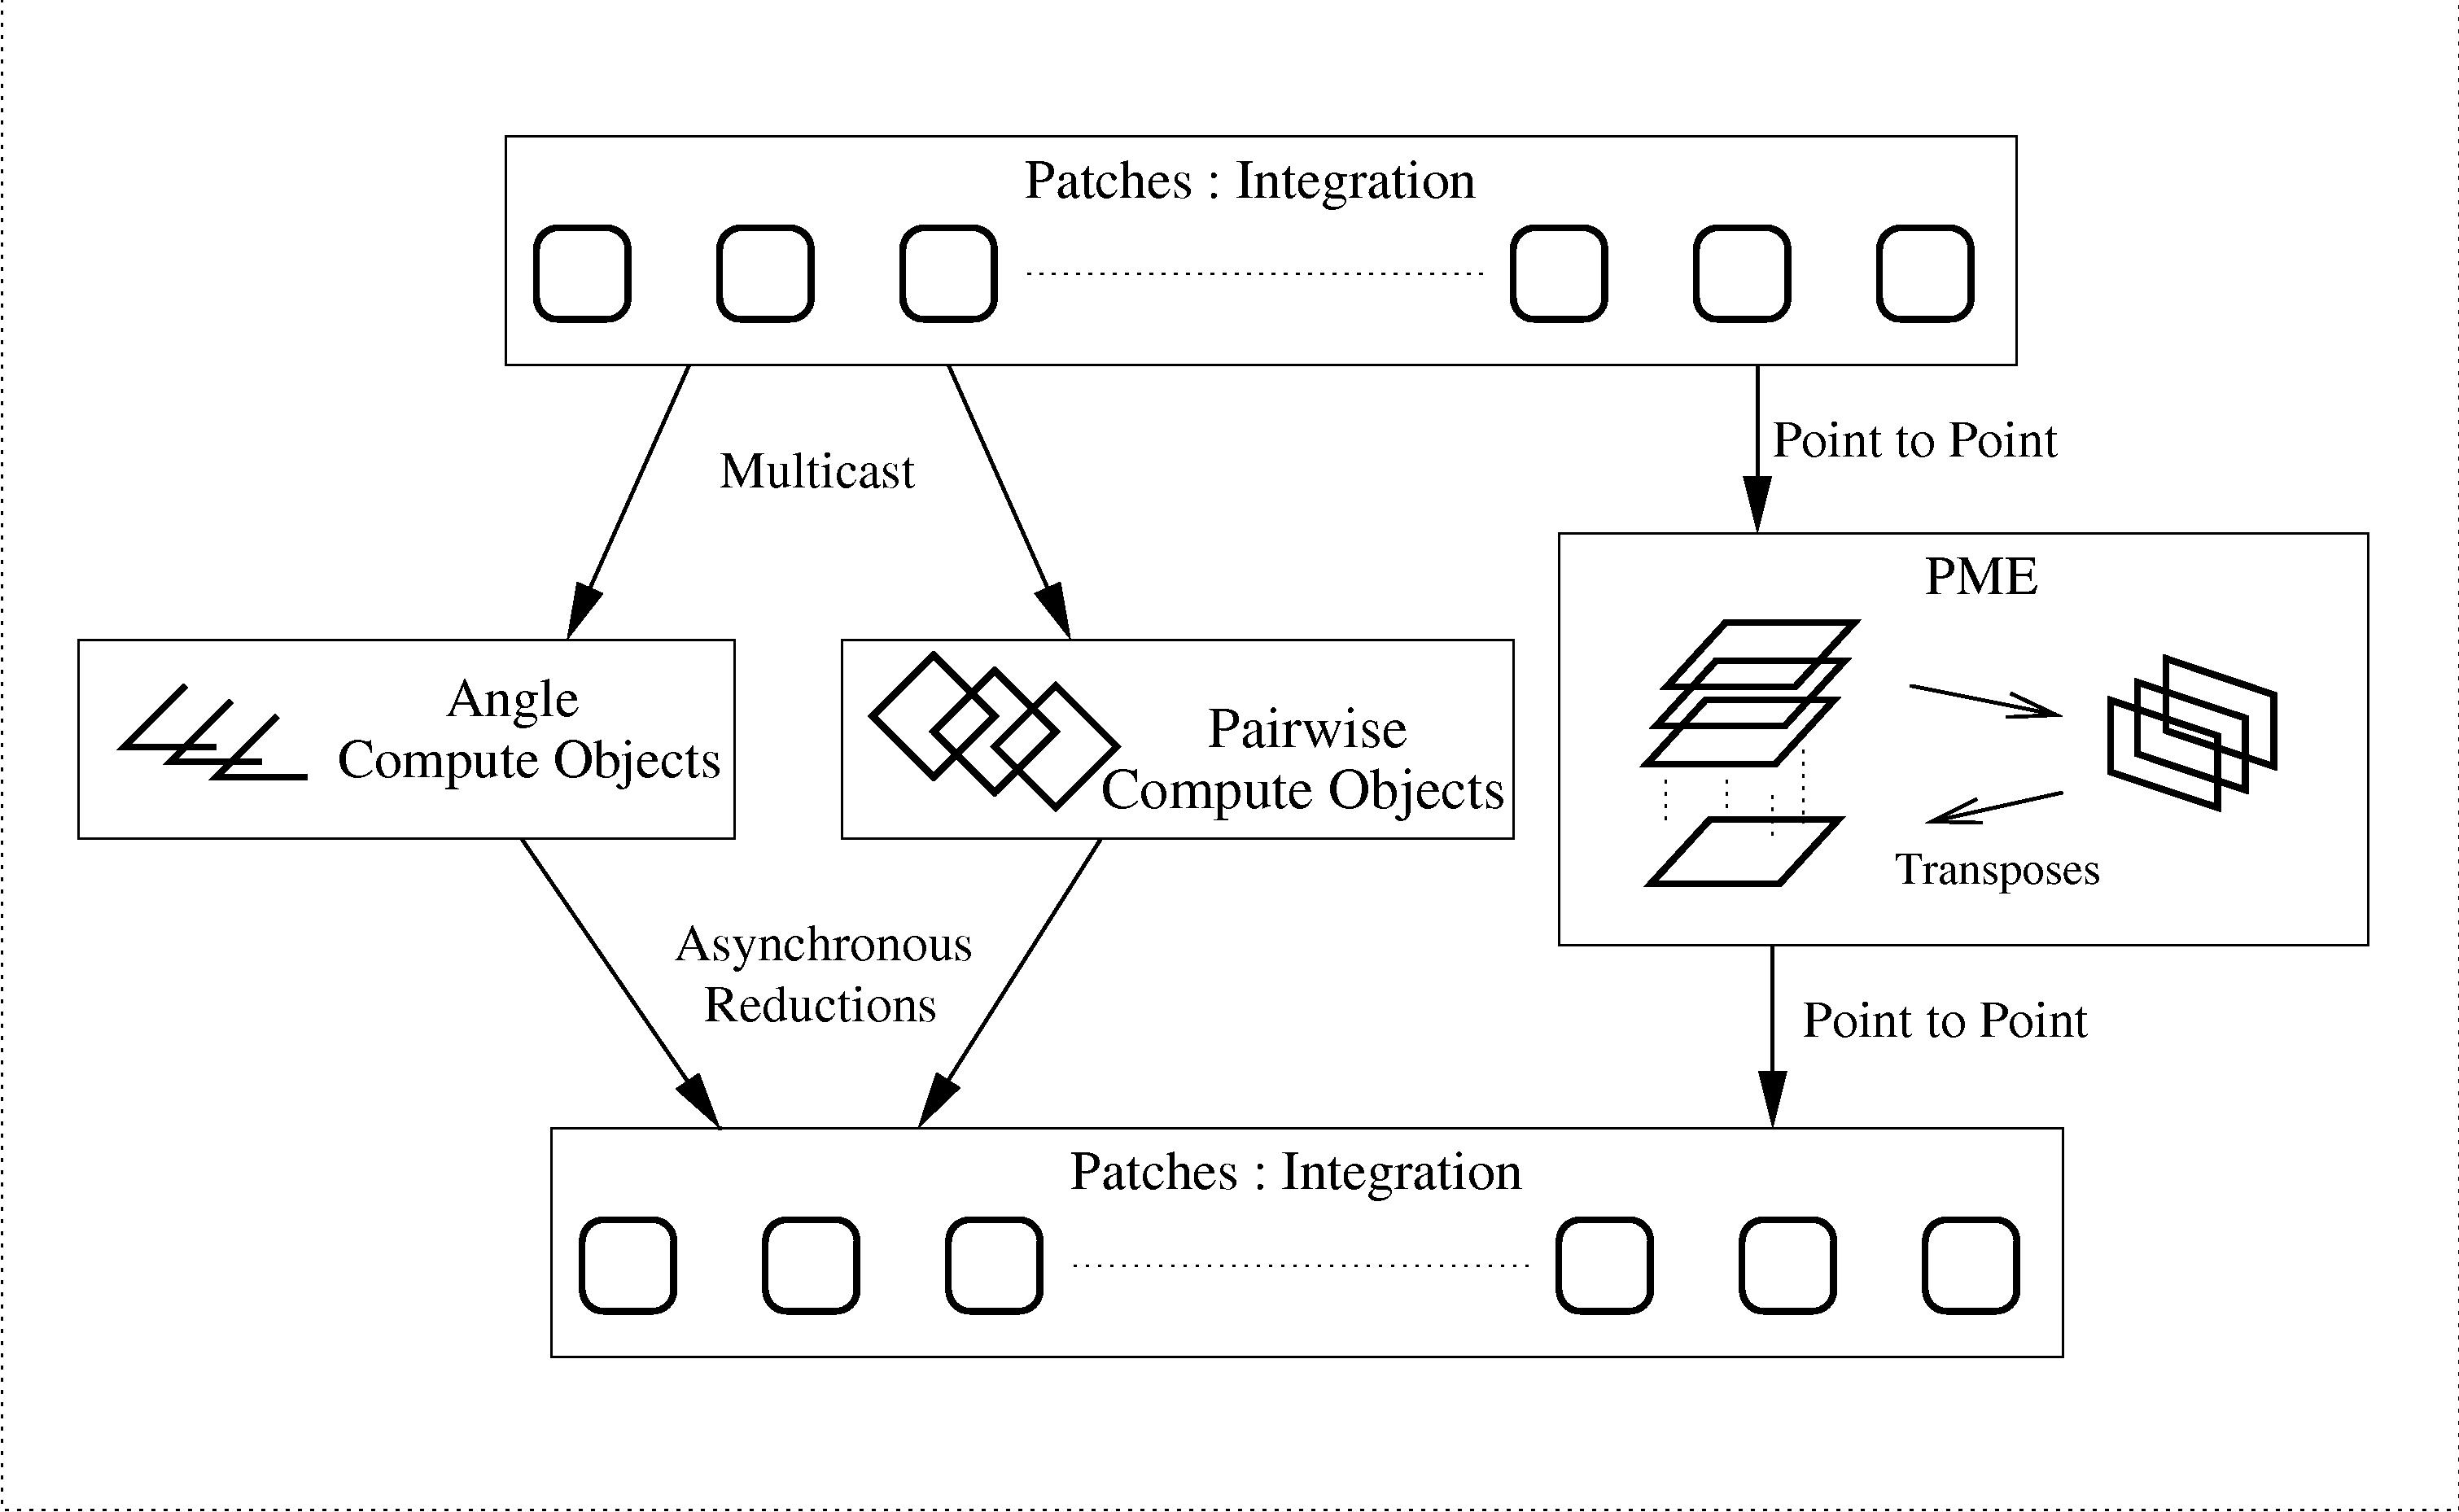 Patches : Integration
Multicast
Point to Point
PME
Angle
Compute Objects
Pairwise
Compute Objects
Transposes
Asynchronous
Reductions
Point to Point
Patches : Integration